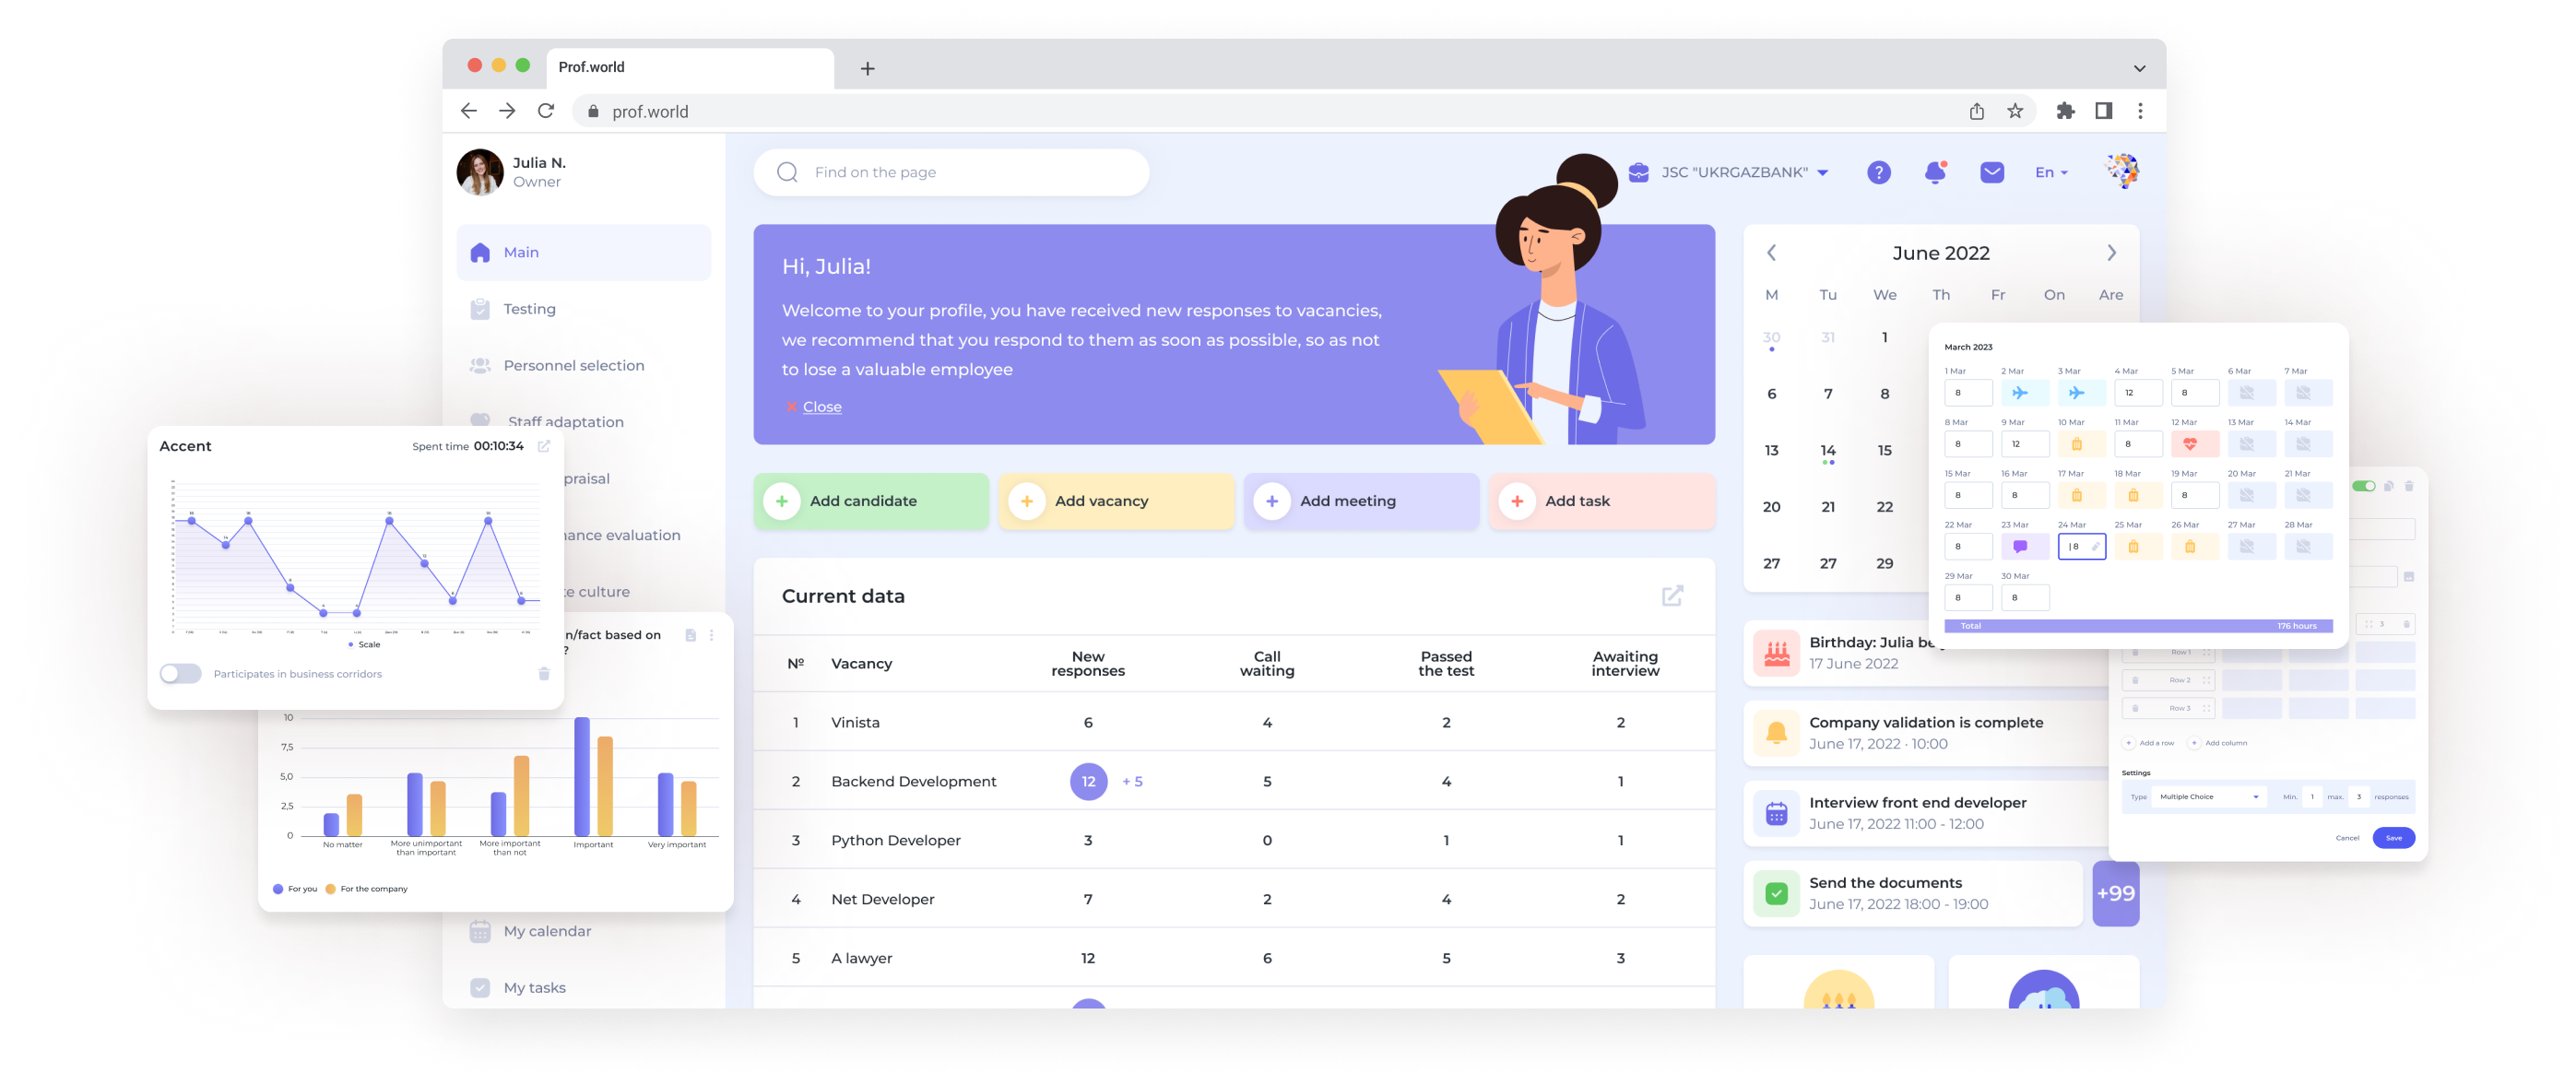 Prof.world
prof.world
Julia N.
Owner
Find on the page
JSC "UKRGAZBANK"
?
En
Main
Testing
Personnel selection
Staff adaptation
praisal
nance evaluation
te culture
My calendar
My tasks
Hi, Julia!
Welcome to your profile, you have received new responses to vacancies,
we recommend that you respond to them as soon as possible, so as not
to lose a valuable employee
Close
Add candidate
Add vacancy
Add meeting
Add task
Current data
№ Vacancy New responses Call waiting Passed the test Awaiting interview
1 Vinista 6 4 2 2
2 Backend Development 12 + 5 5 4 1
3 Python Developer 3 0 1 1
4 Net Developer 7 2 4 2
5 A lawyer 12 6 5 3
June 2022
M Tu We Th Fr On Are
30 31 1
6 7 8
13 14 15
20 21 22
27 27 29
Birthday: Julia be
17 June 2022
Company validation is complete
June 17, 2022 · 10:00
Interview front end developer
June 17, 2022 11:00 - 12:00
Send the documents
June 17, 2022 18:00 - 19:00
+99
Accent
Spent time 00:10:34
Scale
Participates in business corridors
n/fact based on
?
10
7,5
5,0
2,5
0
No matter
More unimportant
than important
More important
than not
Important
Very important
For you
For the company
March 2023
1 Mar 2 Mar 3 Mar 4 Mar 5 Mar 6 Mar 7 Mar
8 12 8
8 Mar 9 Mar 10 Mar 11 Mar 12 Mar 13 Mar 14 Mar
8 12 8
15 Mar 16 Mar 17 Mar 18 Mar 19 Mar 20 Mar 21 Mar
8 8 8
22 Mar 23 Mar 24 Mar 25 Mar 26 Mar 27 Mar 28 Mar
8 8
29 Mar 30 Mar
8 8
Total 176 hours
3
Row 1
Row 2
Row 3
Add a row
Add column
Settings
Type Multiple Choice Min. 1 max. 3 responses
Cancel Save